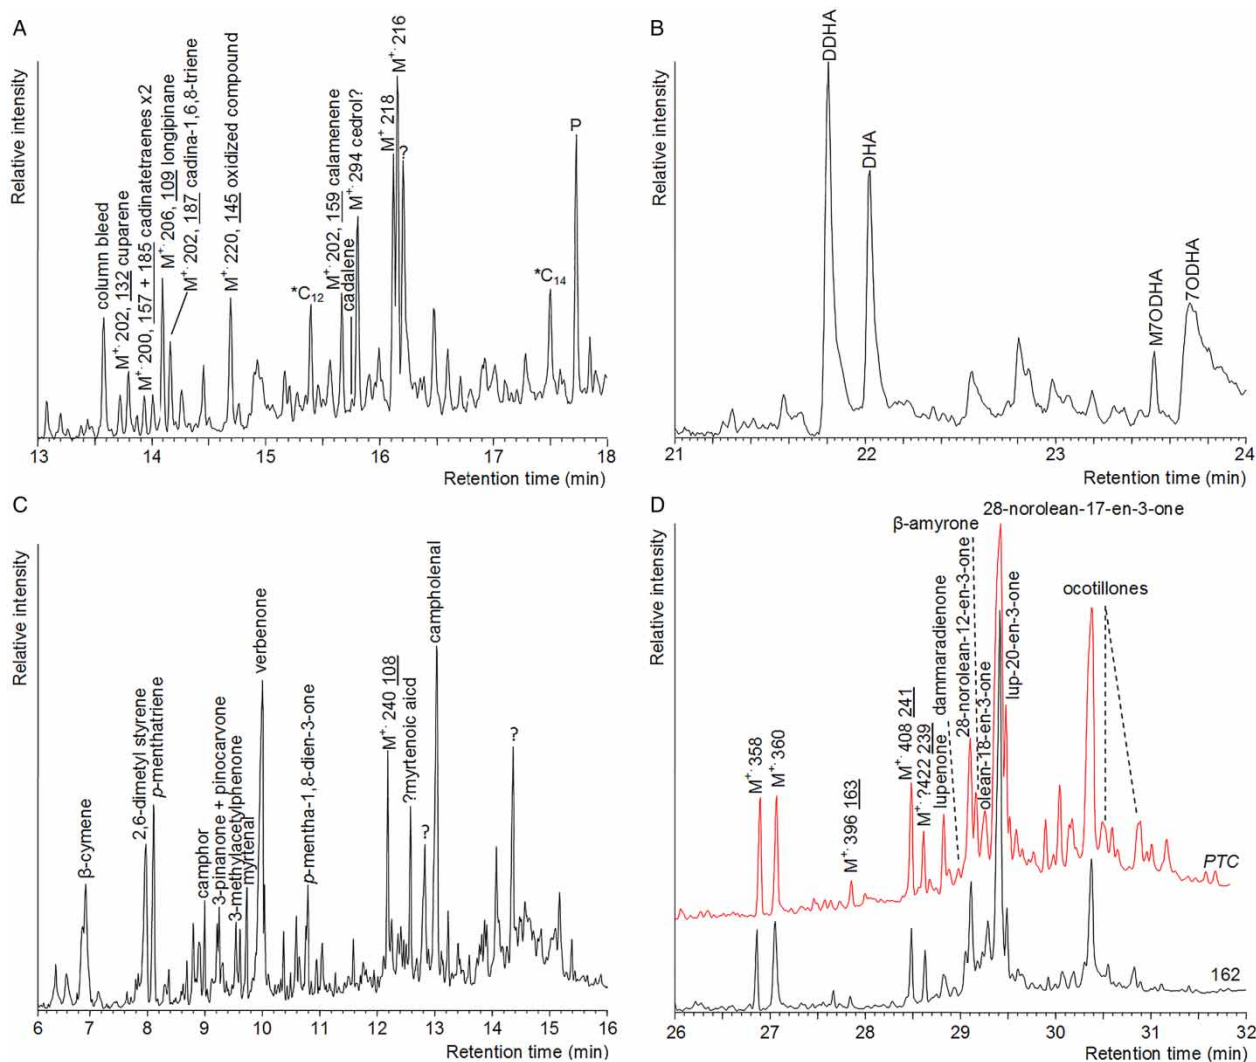 A
Relative intensity
column bleed
M+· 202, 132 cuparene
M+· 200, 157 + 185 cadinatetraenes x2
M+· 206, 109 longipinane
M+· 202, 187 cadina-1,6,8-triene
M+· 220, 145 oxidized compound
*C12
M+· 202, 159 calamenene
cadalene
M+· 294 cedrol?
M+ 218
M+· 216
?
*C14
P
13 14 15 16 17 18
Retention time (min)
B
Relative intensity
DDHA
DHA
M7ODHA
7ODHA
21 22 23 24
Retention time (min)
C
Relative intensity
β-cymene
2,6-dimetyl styrene
p-menthatriene
camphor
3-pinanone + pinocarvone
3-methylacetylphenone
myrtenal
verbenone
p-mentha-1,8-dien-3-one
M+· 240 108
?myrtenoic aicd
?
campholenal
?
6 7 8 9 10 11 12 13 14 15 16
Retention time (min)
D
Relative intensity
M+· 358
M+· 360
M+· 396 163
M+· 408 241
M+· ?422 239
lupenone
dammaradienone
β-amyrone
28-norolean-12-en-3-one
olean-18-en-3-one
28-norolean-17-en-3-one
lup-20-en-3-one
ocotillones
PTC
162
26 27 28 29 30 31 32
Retention time (min)